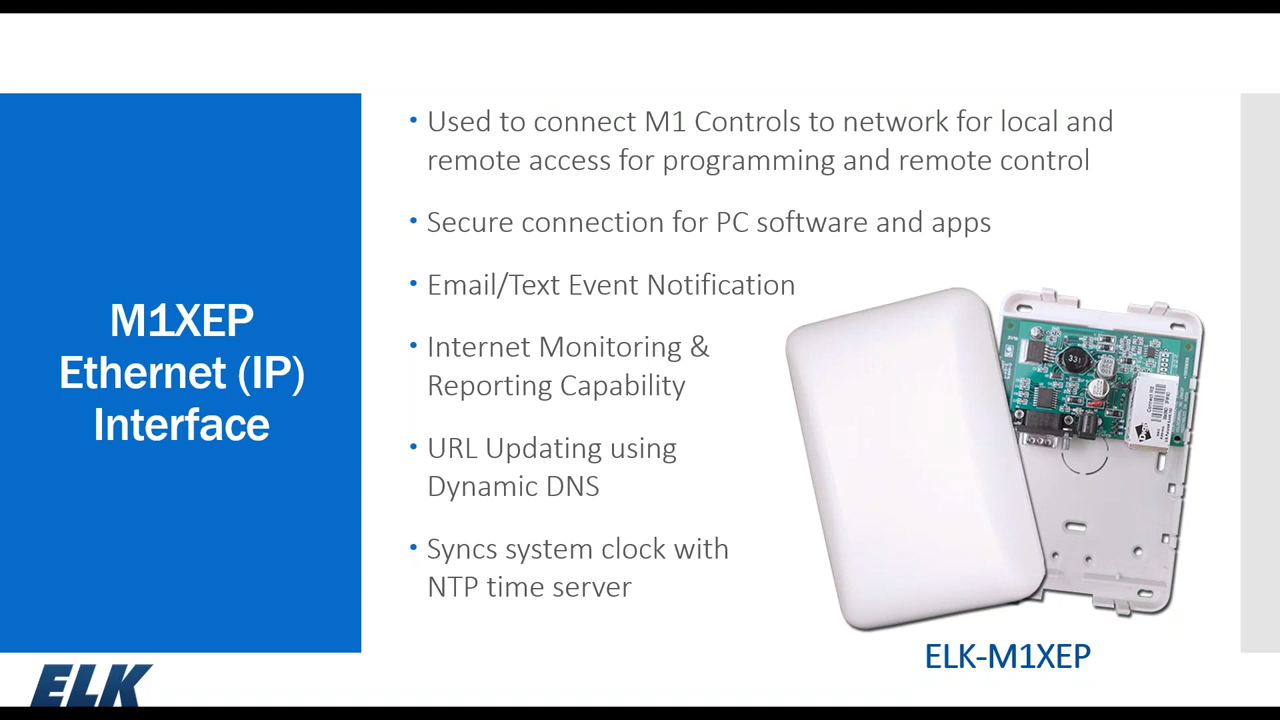 M1XEP
Ethernet (IP)
Interface
• Used to connect M1 Controls to network for local and
remote access for programming and remote control
• Secure connection for PC software and apps
• Email/Text Event Notification
• Internet Monitoring &
Reporting Capability
• URL Updating using
Dynamic DNS
• Syncs system clock with
NTP time server
331
ELK-M1XEP
ELK